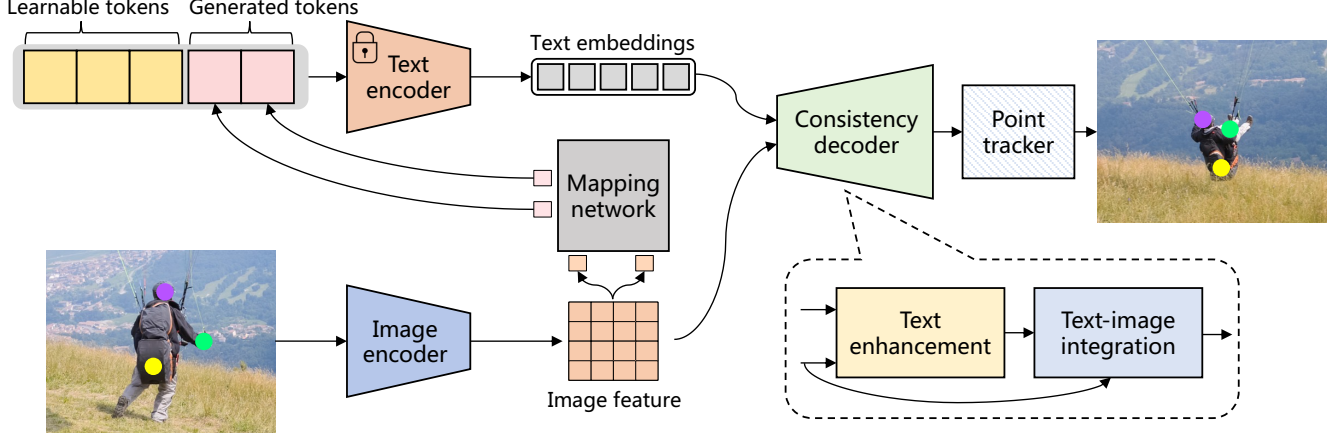 Learnable tokens
Generated tokens
Text
encoder
Text embeddings
Consistency
decoder
Point
tracker
Mapping
network
Image
encoder
Image feature
Text
enhancement
Text-image
integration